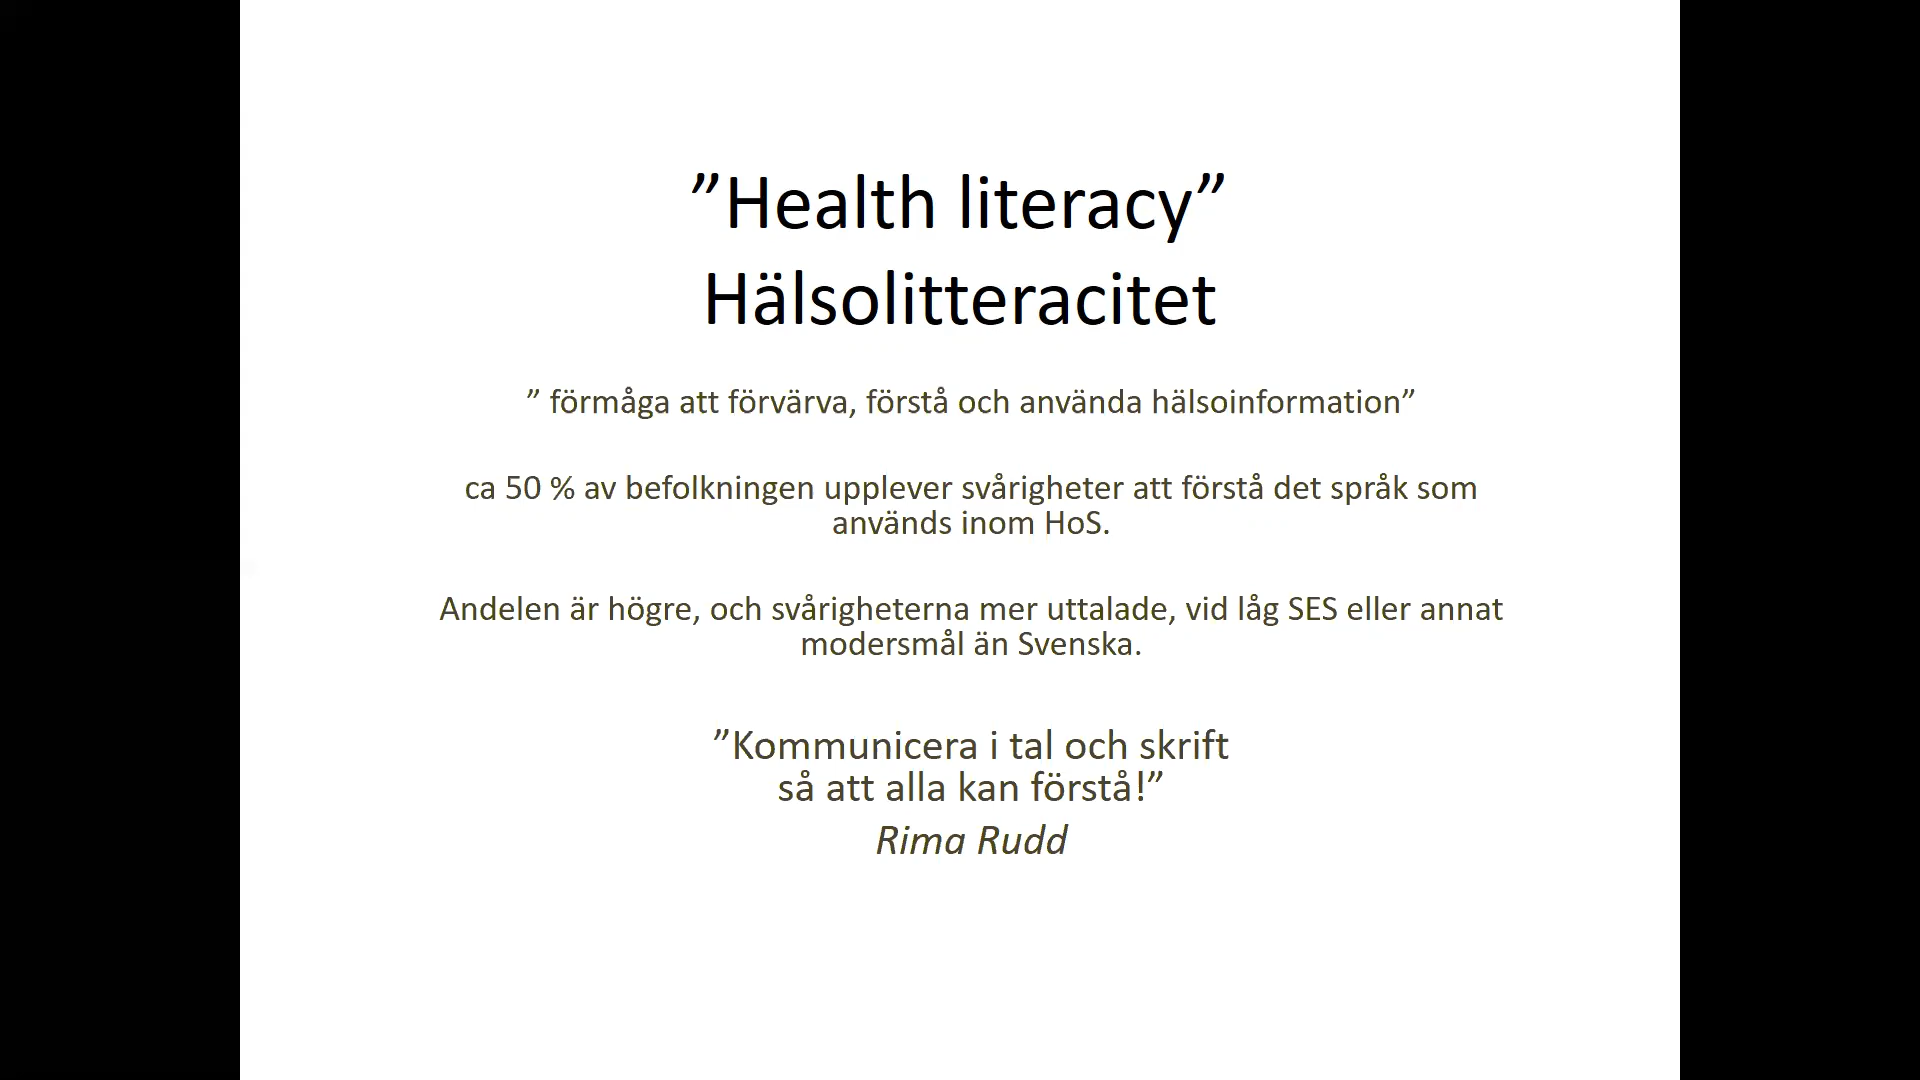 ”Health literacy”
Hälsolitteracitet
” förmåga att förvärva, förstå och använda hälsoinformation”
ca 50 % av befolkningen upplever svårigheter att förstå det språk som
används inom HoS.
Andelen är högre, och svårigheterna mer uttalade, vid låg SES eller annat
modersmål än Svenska.
”Kommunicera i tal och skrift
så att alla kan förstå!”
Rima Rudd